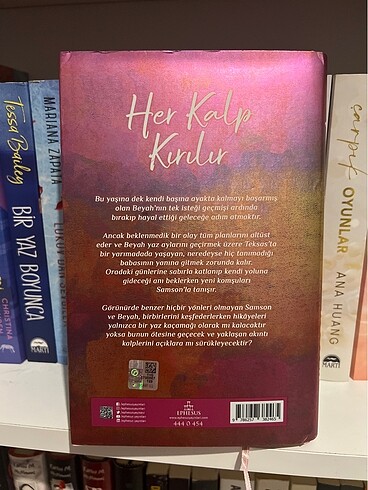 Her Kalp
Kırılır
Bu yaşına dek kendi başına ayakta kalmayı başarmış
olan Beyah'nın tek isteği geçmişi ardında
bırakıp hayal ettiği geleceğe adım atmaktır.
Ancak beklenmedik bir olay tüm planlarını altüst
eder ve Beyah yaz aylarını geçirmek üzere Teksas'ta
bir yarımadada yaşayan, neredeyse hiç tanımadığı
babasının yanına gitmek zorunda kalır.
Oradaki günlerine sabırla katlanıp kendi yoluna
gideceği anı beklerken yeni komşuları
Samson'la tanışır.
Görünürde benzer hiçbir yönleri olmayan Samson
ve Beyah, birbirlerini keşfederlerken hikâyeleri
yalnızca bir yaz kaçamağı olarak mı kalacaktır
yoksa bunun ötesine geçecek ve yaklaşan akıntı
kalplerini açıklara mı sürükleyecektir?
EPHESUS
444 0 454
Tessa Bailey
BİR YAZ BOYUNCA
MARTI
MARIANA ZAPATA
CHRISTINA
MARTI
çarpık
OYUNLAR
ANA HUANG
MARTI